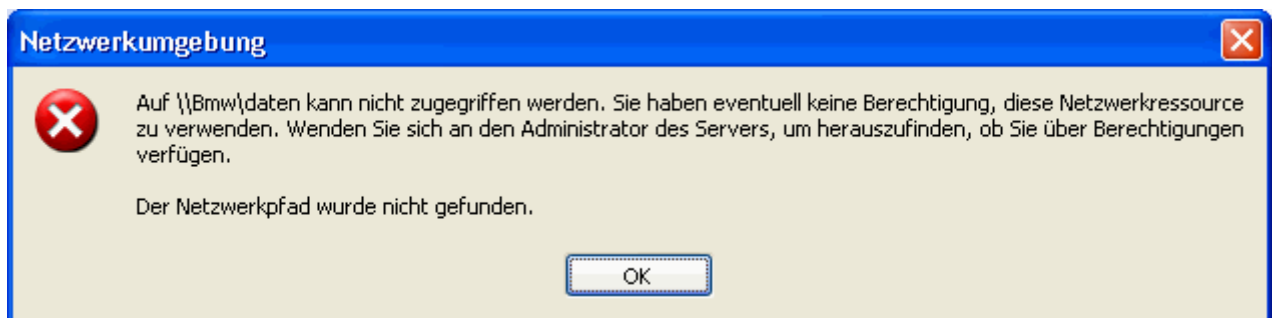 Netzwerkumgebung
Auf \\Bmw\daten kann nicht zugegriffen werden. Sie haben eventuell keine Berechtigung, diese Netzwerkressource
zu verwenden. Wenden Sie sich an den Administrator des Servers, um herauszufinden, ob Sie über Berechtigungen
verfügen.
Der Netzwerkpfad wurde nicht gefunden.
OK